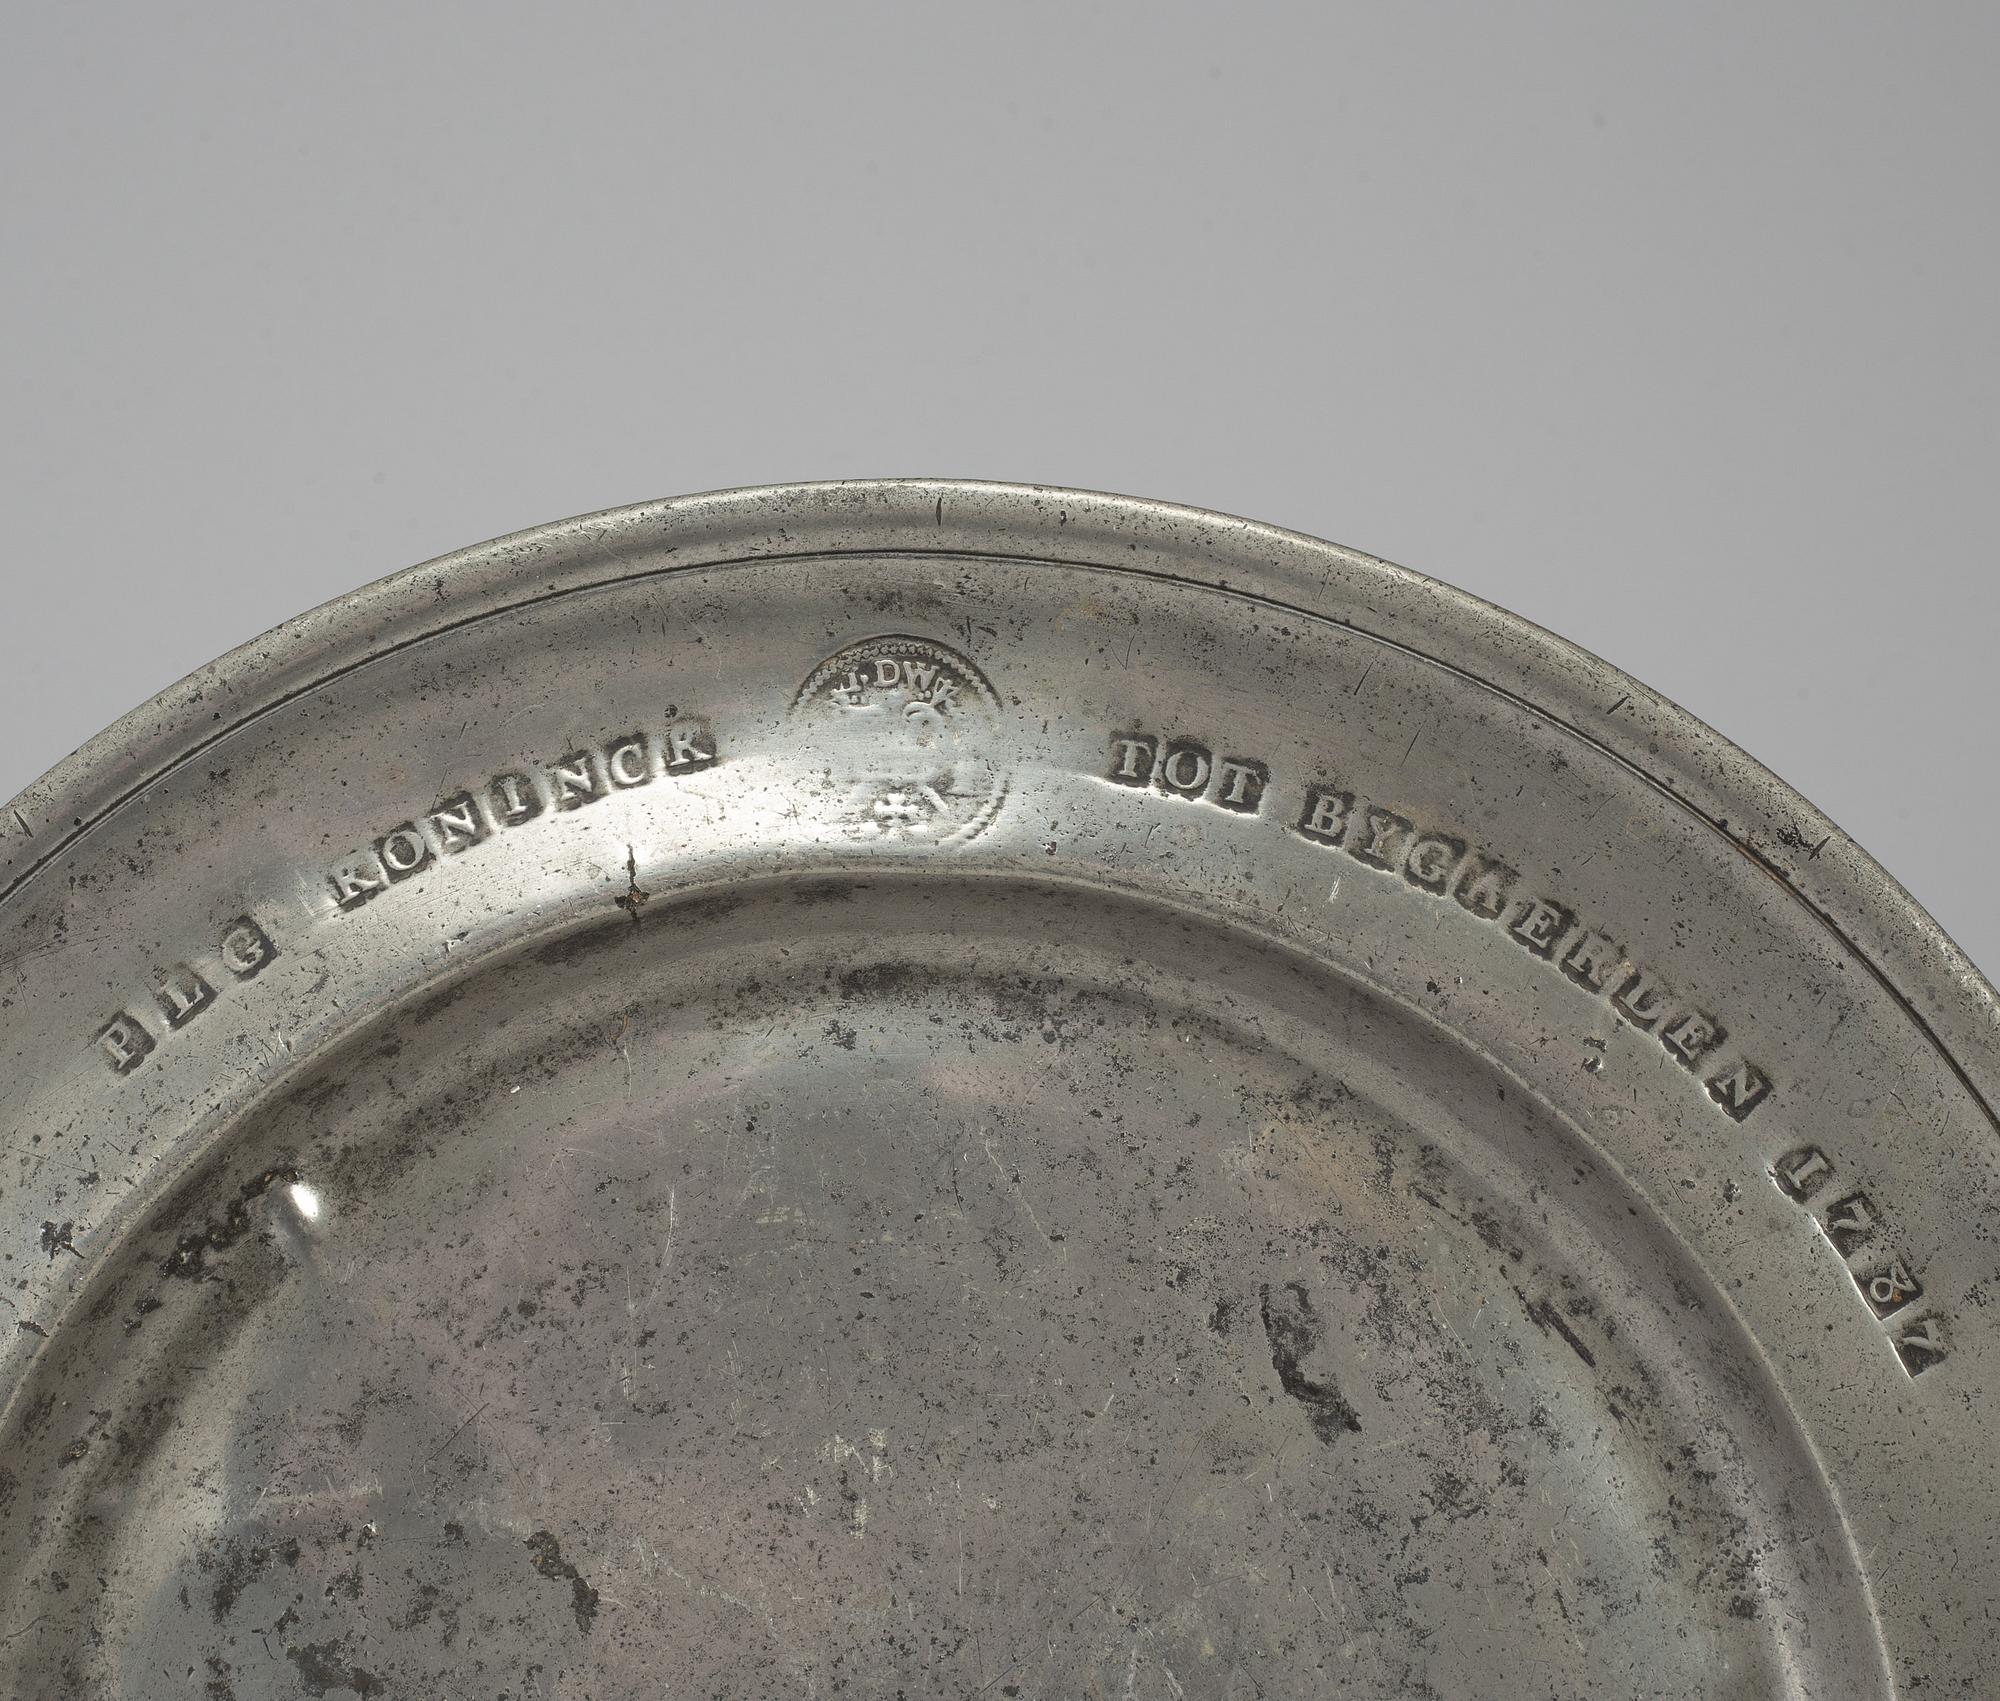 PLG KONINCK TOT BYGAERDEN 1787